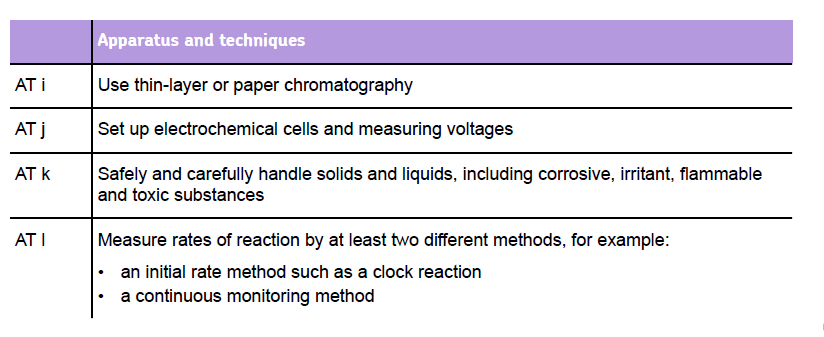 Apparatus and techniques
AT i Use thin-layer or paper chromatography
AT j Set up electrochemical cells and measuring voltages
AT k Safely and carefully handle solids and liquids, including corrosive, irritant, flammable
and toxic substances
AT l Measure rates of reaction by at least two different methods, for example:
• an initial rate method such as a clock reaction
• a continuous monitoring method